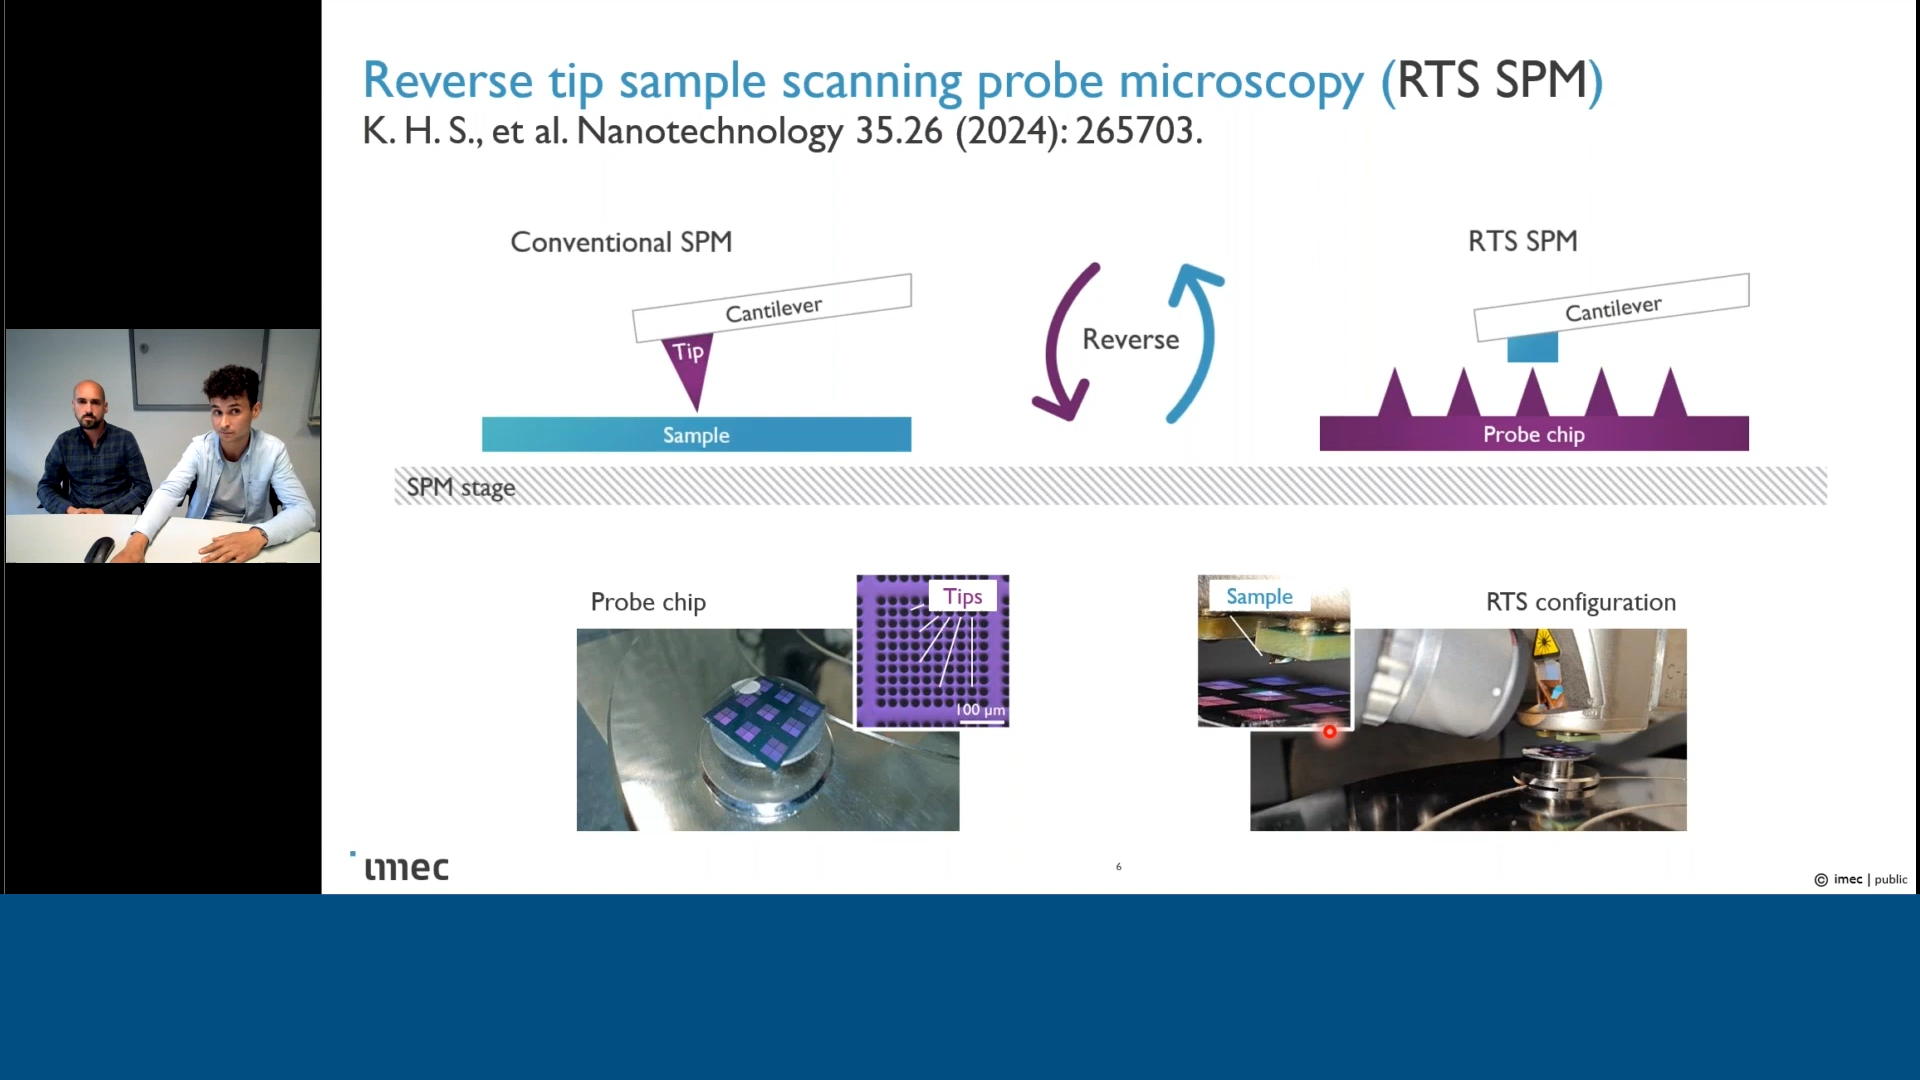 Reverse tip sample scanning probe microscopy (RTS SPM)
K. H. S., et al. Nanotechnology 35.26 (2024): 265703.
Conventional SPM
RTS SPM
Cantilever
Cantilever
Tip
Reverse
Sample
Probe chip
SPM stage
Probe chip
Tips
100 µm
Sample
RTS configuration
imec
6
© imec | public